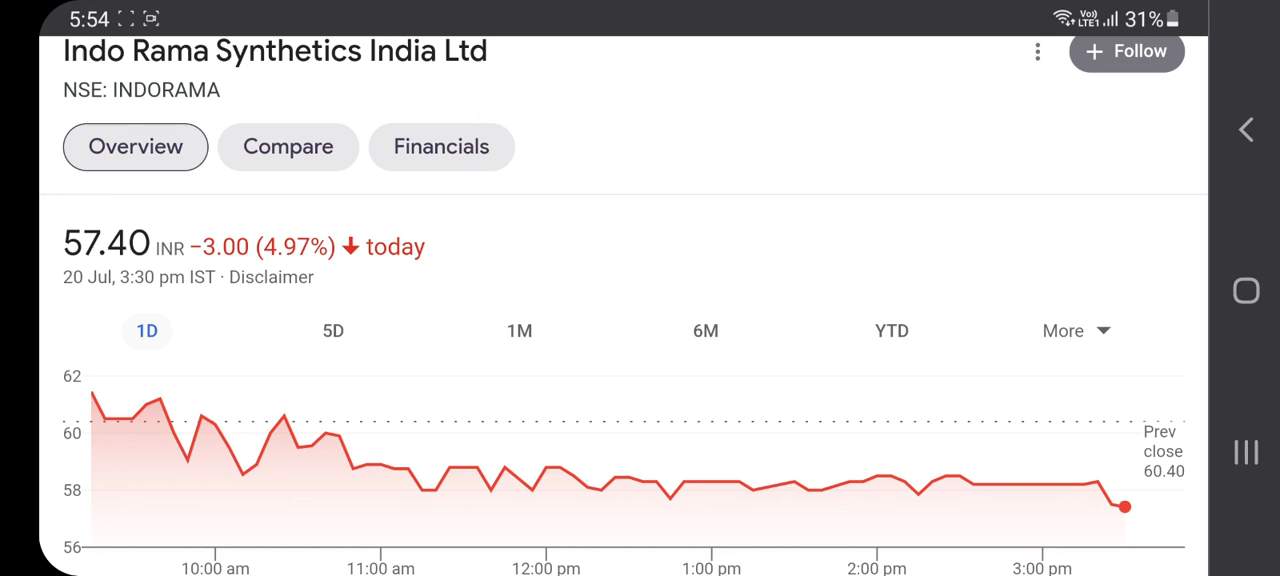 5:54 Vo)) LTE1 31%
Indo Rama Synthetics India Ltd
+ Follow
NSE: INDORAMA
Overview Compare Financials
57.40 INR −3.00 (4.97%) ↓ today
20 Jul, 3:30 pm IST · Disclaimer
1D 5D 1M 6M YTD More
62
60
58
56
Prev
close
60.40
10:00 am 11:00 am 12:00 pm 1:00 pm 2:00 pm 3:00 pm